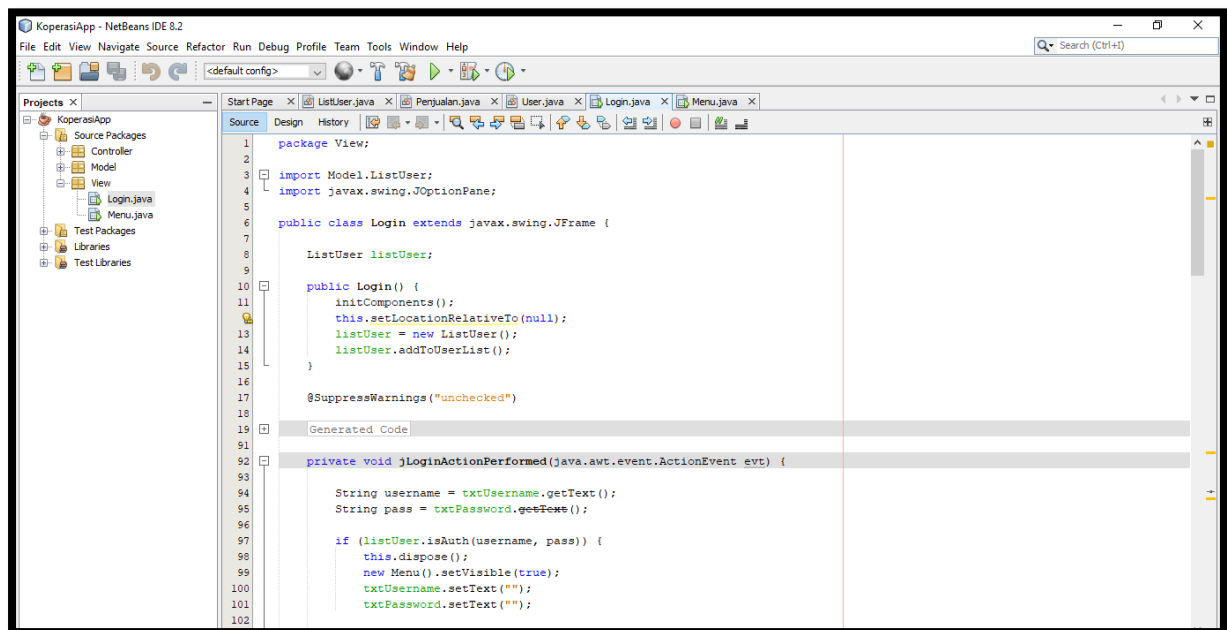 KoperasiApp - NetBeans IDE 8.2
File Edit View Navigate Source Refactor Run Debug Profile Team Tools Window Help
Search (Ctrl+I)
<default config>
Projects
Start Page ListUser.java Penjualan.java User.java Login.java Menu.java
KoperasiApp
Source Packages
Controller
Model
View
Login.java
Menu.java
Test Packages
Libraries
Test Libraries
Source Design History
1 package View;
2
3 import Model.ListUser;
4 import javax.swing.JOptionPane;
5
6 public class Login extends javax.swing.JFrame {
7
8 ListUser listUser;
9
10 public Login() {
11 initComponents();
this.setLocationRelativeTo(null);
13 listUser = new ListUser();
14 listUser.addToUserList();
15 }
16
17 @SuppressWarnings("unchecked")
18
19 Generated Code
91
92 private void jLoginActionPerformed(java.awt.event.ActionEvent evt) {
93
94 String username = txtUsername.getText();
95 String pass = txtPassword.getText();
96
97 if (listUser.isAuth(username, pass)) {
98 this.dispose();
99 new Menu().setVisible(true);
100 txtUsername.setText("");
101 txtPassword.setText("");
102